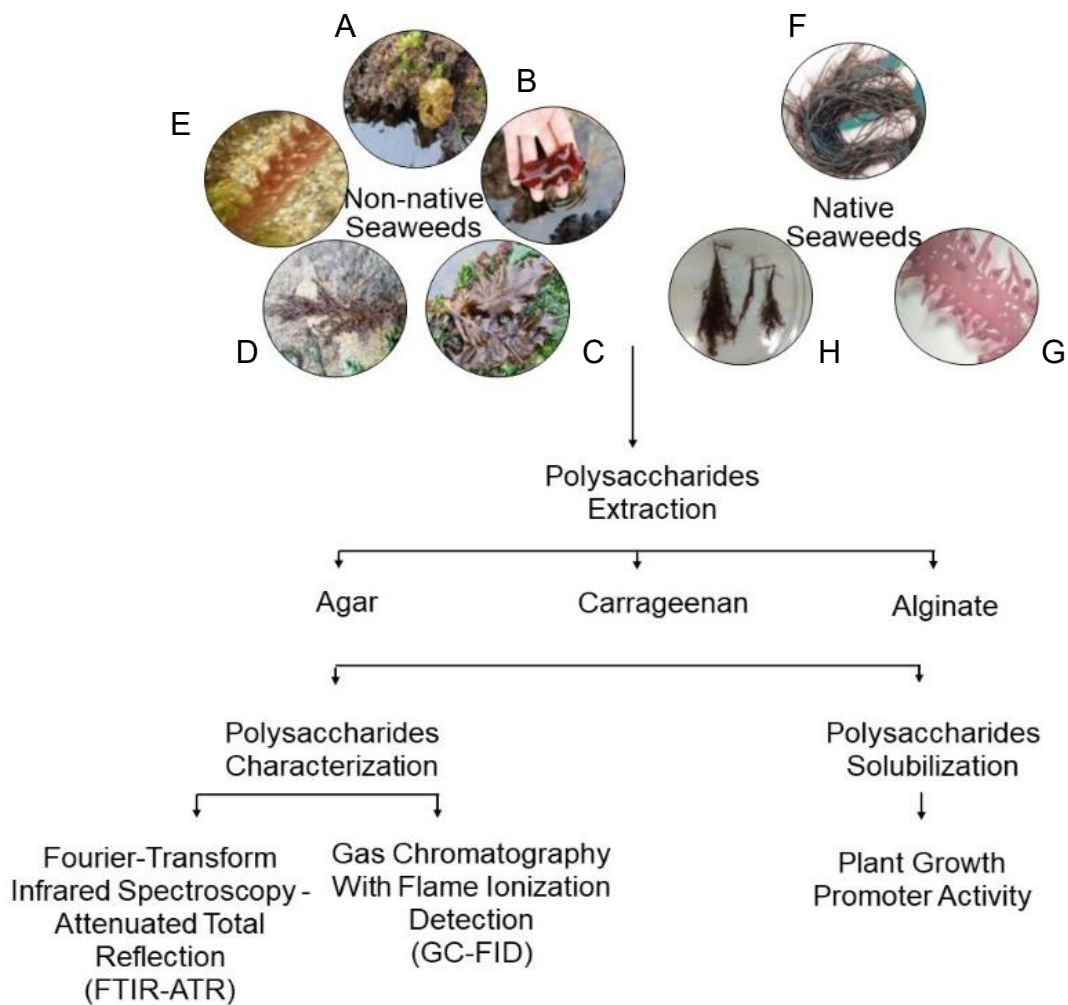 A
B
E
F
Non-native
Seaweeds
Native
Seaweeds
D
C
H
G
Polysaccharides
Extraction
Agar
Carrageenan
Alginate
Polysaccharides
Characterization
Polysaccharides
Solubilization
Fourier-Transform
Infrared Spectroscopy -
Attenuated Total
Reflection
(FTIR-ATR)
Gas Chromatography
With Flame Ionization
Detection
(GC-FID)
Plant Growth
Promoter Activity